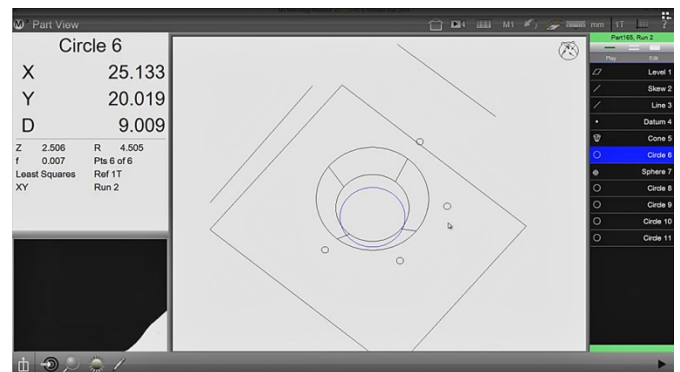 Part View
M1
mm
1T
?
Circle 6
X 25.133
Y 20.019
D 9.009
Z 2.506 R 4.505
f 0.007 Pts 6 of 6
Least Squares Ref 1T
XY Run 2
Part165, Run 2
Play Edit
Level 1
Skew 2
Line 3
Datum 4
Cone 5
Circle 6
Sphere 7
Circle 8
Circle 9
Circle 10
Circle 11